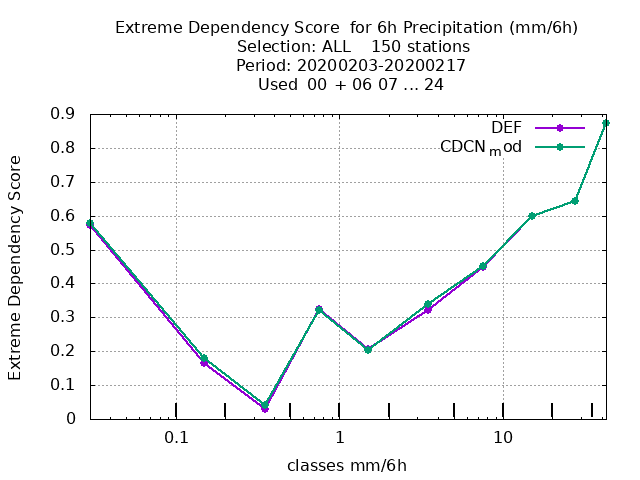 Extreme Dependency Score  for 6h Precipitation (mm/6h)
Selection: ALL    150 stations
Period: 20200203-20200217
Used  00 + 06 07 ... 24
DEF
CDCN_mod
Extreme Dependency Score
0.9
0.8
0.7
0.6
0.5
0.4
0.3
0.2
0.1
0
0.1
1
10
classes mm/6h